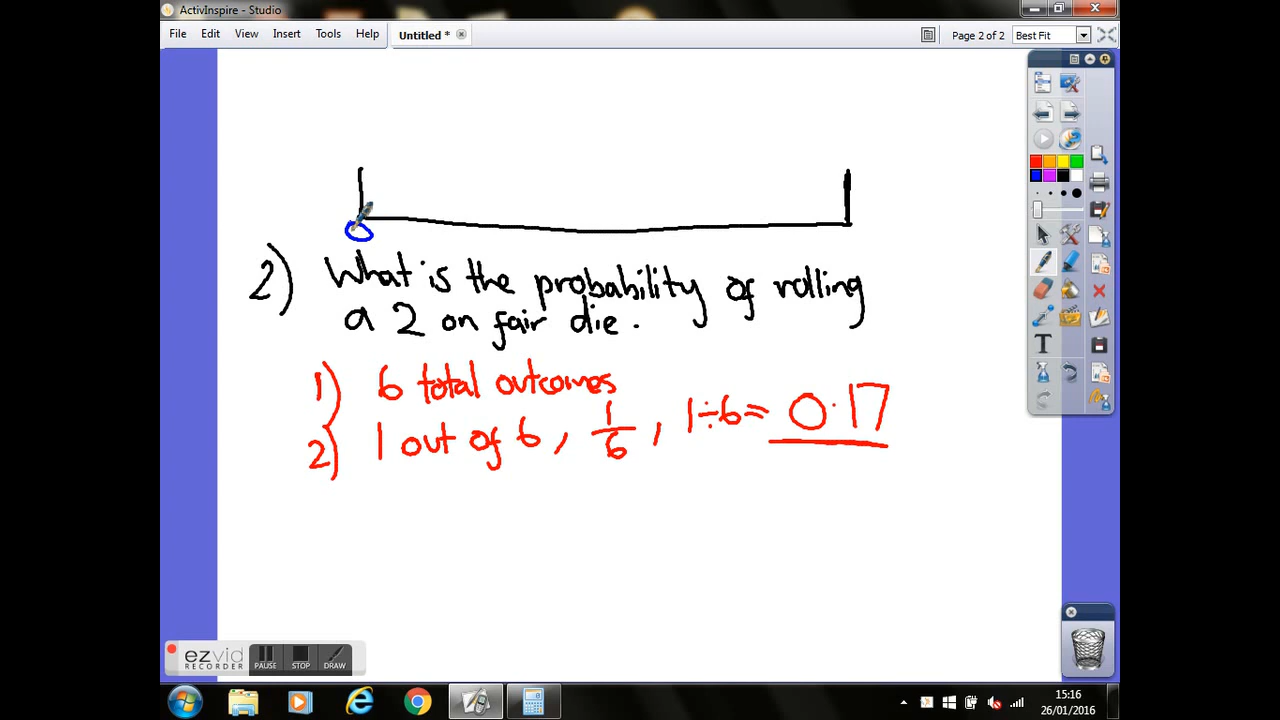 ActivInspire - Studio
File Edit View Insert Tools Help Untitled * Page 2 of 2 Best Fit
0
2) What is the probability of rolling
a 2 on fair die.
1) 6 total outcomes
2) 1 out of 6, 1/6, 1÷6= 0.17
T
ezvid
RECORDER
PAUSE STOP DRAW
15:16
26/01/2016